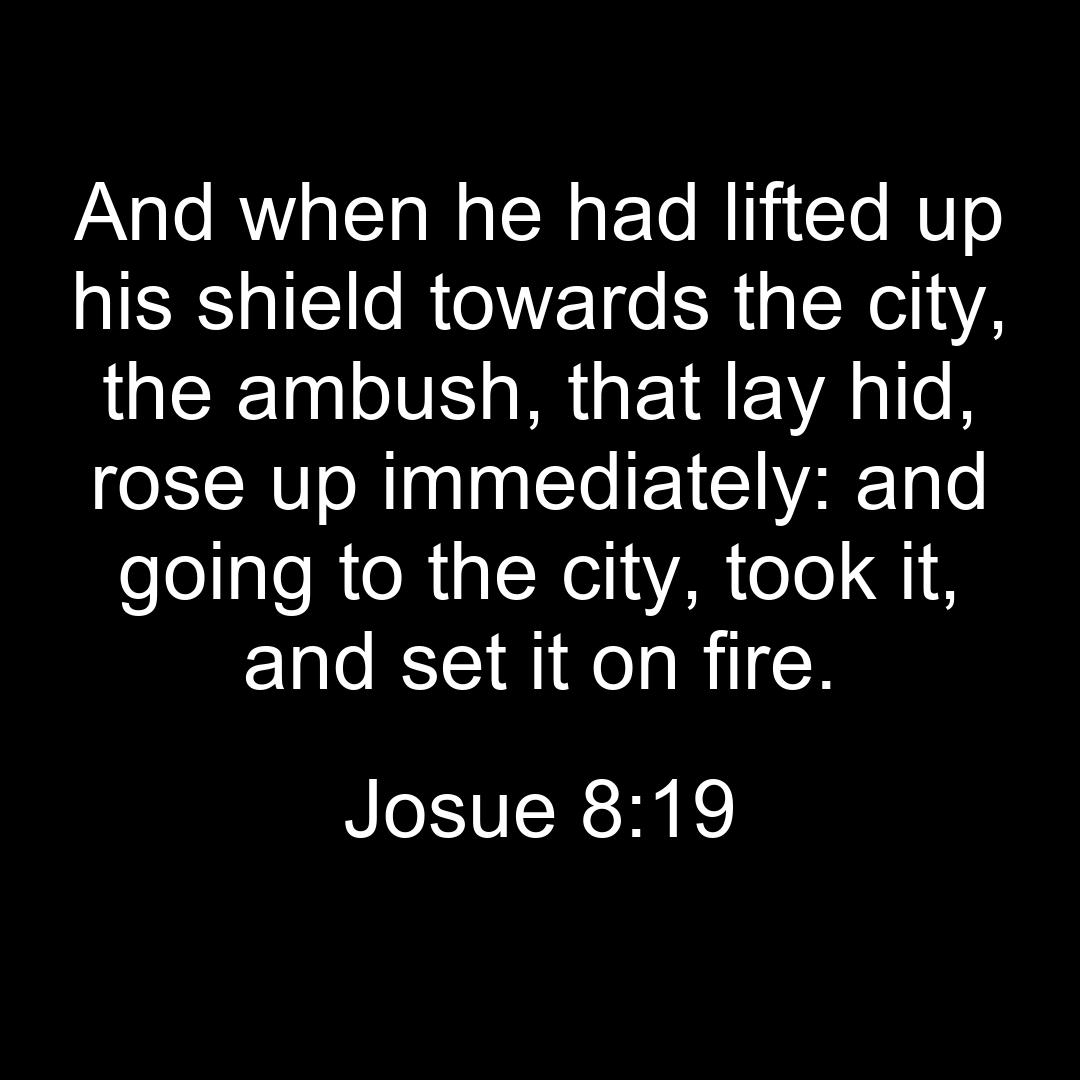 And when he had lifted up
his shield towards the city,
the ambush, that lay hid,
rose up immediately: and
going to the city, took it,
and set it on fire.
Josue 8:19